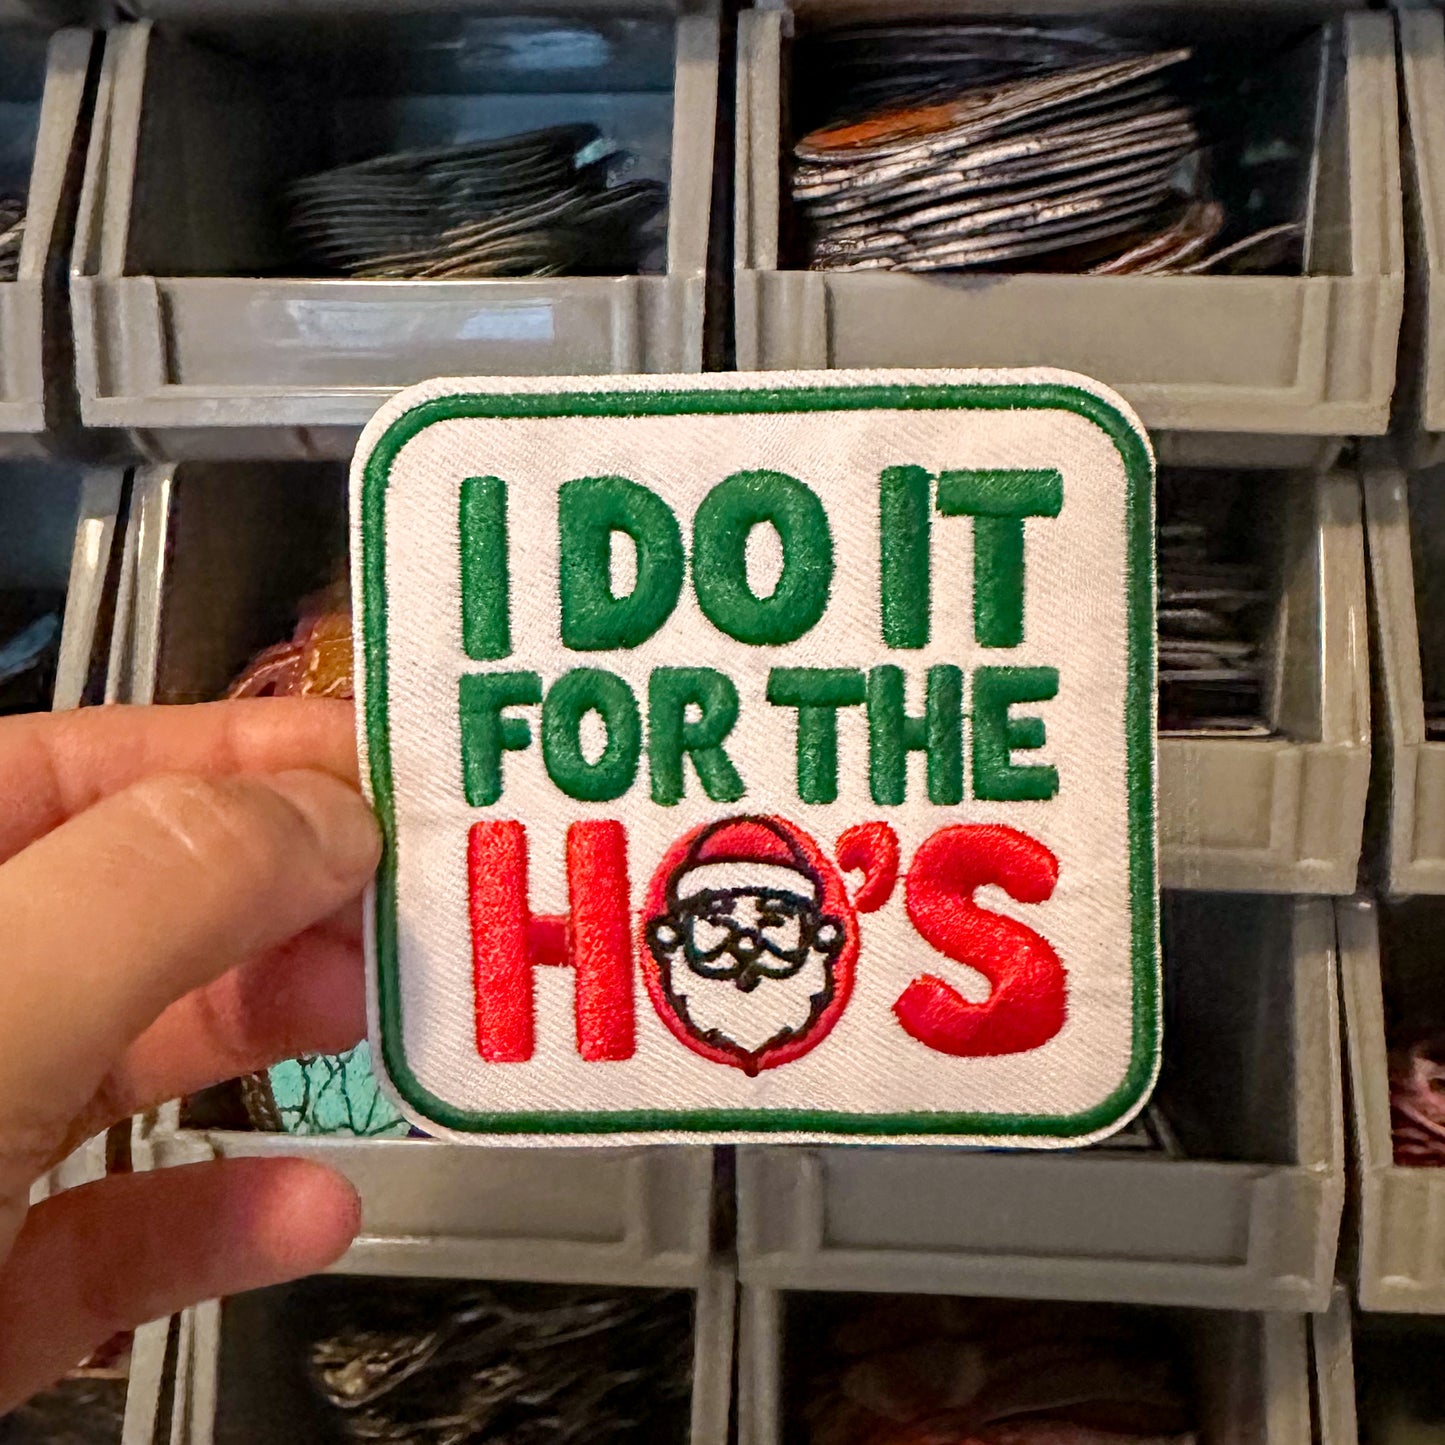 I DO IT
FOR THE
HO'S